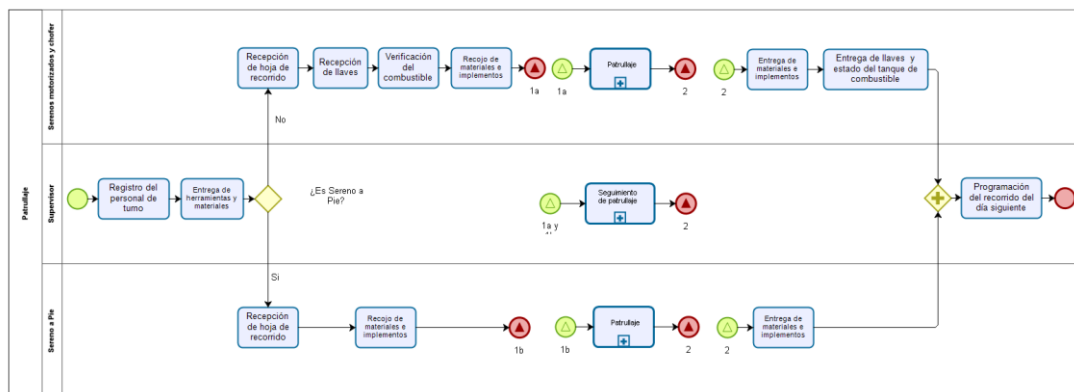 Patrullaje
Serenos motorizados y chofer
Recepción
de hoja de
recorrido
Recepción
de llaves
Verificación
del
combustible
Recojo de
materiales e
implementos
1a
1a
Patrullaje
2
2
Entrega de
materiales e
implementos
Entrega de llaves y
estado del tanque de
combustible
No
Supervisor
Registro del
personal de
turno
Entrega de
herramientas y
materiales
¿Es Sereno a
Pie?
1a y
Seguimiento
de patrullaje
2
Programación
del recorrido del
día siguiente
Si
Sereno a Pie
Recepción
de hoja de
recorrido
Recojo de
materiales e
implementos
1b
1b
Patrullaje
2
2
Entrega de
materiales e
implementos